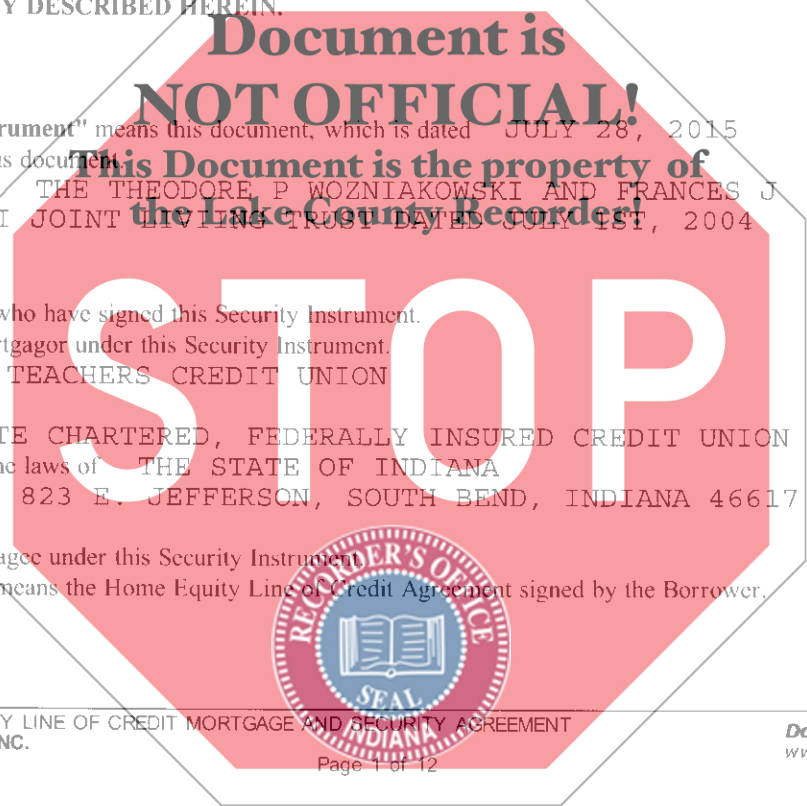 Y DESCRIBED HEREIN.
Document is
NOT OFFICIAL!
rument" means this document, which is dated JULY 28, 2015
us document.
This Document is the property of
THE THEODORE P WOZNIAKOWSKI AND FRANCES J
the Lake County Recorder!
I JOINT LIVIING TRUST DATED JULY 1ST, 2004
who have signed this Security Instrument.
rtgagor under this Security Instrument.
TEACHERS CREDIT UNION
STOP
TE CHARTERED, FEDERALLY INSURED CREDIT UNION
ne laws of THE STATE OF INDIANA
823 E. JEFFERSON, SOUTH BEND, INDIANA 46617
agee under this Security Instrument.
means the Home Equity Line of Credit Agreement signed by the Borrower.
RECORDER'S OFFICE
SEAL
INDIANA
Y LINE OF CREDIT MORTGAGE AND SECURITY AGREEMENT
NC.
Do
Page 1 of 12